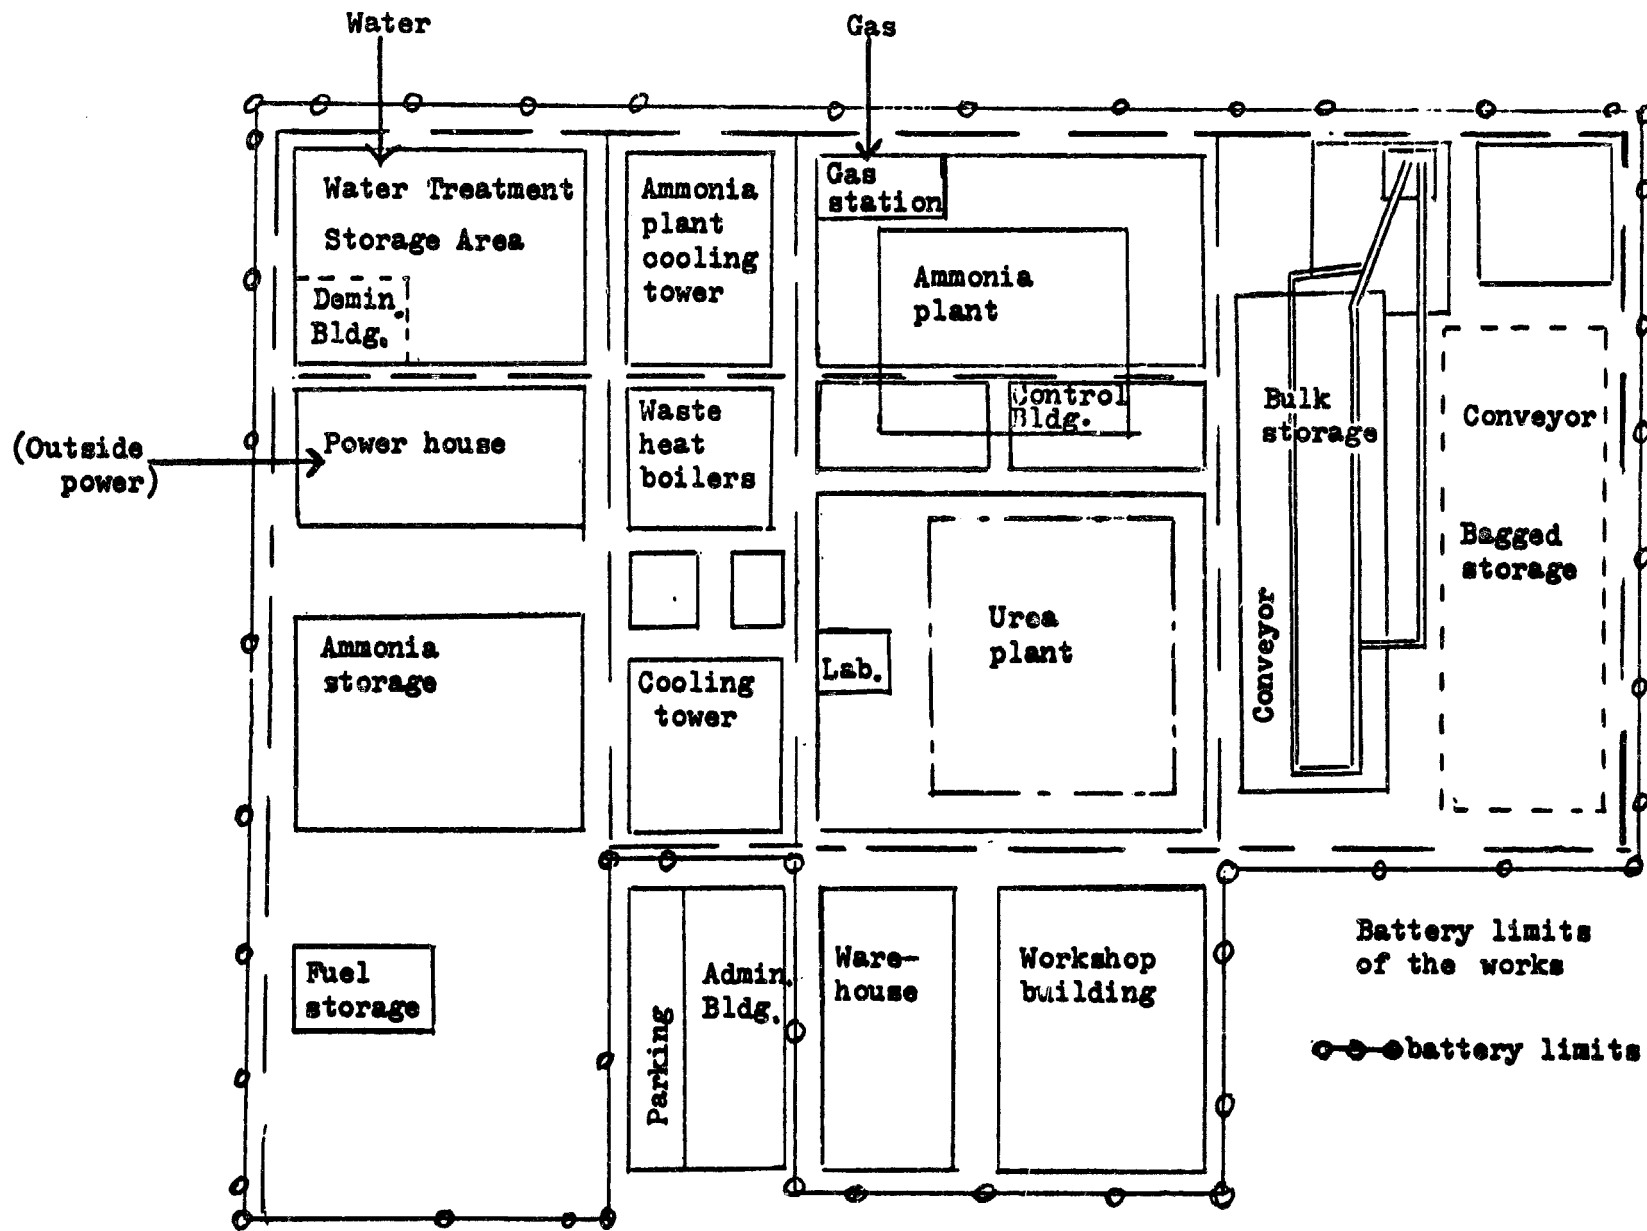 Water
Gas
Water Treatment
Storage Area
Demin.
Bldg.
Ammonia
plant
cooling
tower
Gas
station
Ammonia
plant
(Outside
power)
Power house
Waste
heat
boilers
Control
Bldg.
Bulk
storage
Conveyor
Conveyor
Bagged
storage
Ammonia
storage
Cooling
tower
Lab.
Urea
plant
Fuel
storage
Parking
Admin.
Bldg.
Ware-
house
Workshop
building
Battery limits
of the works
battery limits